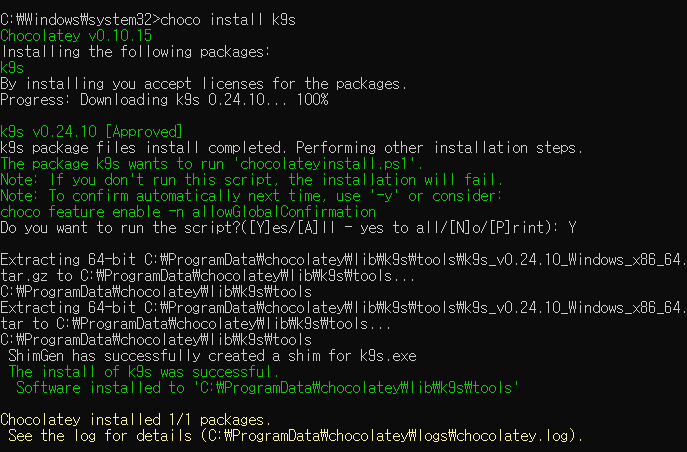 C:₩Windows₩system32>choco install k9s
Chocolatey v0.10.15
Installing the following packages:
k9s
By installing you accept licenses for the packages.
Progress: Downloading k9s 0.24.10... 100%
k9s v0.24.10 [Approved]
k9s package files install completed. Performing other installation steps.
The package k9s wants to run 'chocolateyinstall.ps1'.
Note: If you don't run this script, the installation will fail.
Note: To confirm automatically next time, use '-y' or consider:
choco feature enable -n allowGlobalConfirmation
Do you want to run the script?([Y]es/[A]ll - yes to all/[N]o/[P]rint): Y
Extracting 64-bit C:₩ProgramData₩chocolatey₩lib₩k9s₩tools₩k9s_v0.24.10_Windows_x86_64.
tar.gz to C:₩ProgramData₩chocolatey₩lib₩k9s₩tools...
C:₩ProgramData₩chocolatey₩lib₩k9s₩tools
Extracting 64-bit C:₩ProgramData₩chocolatey₩lib₩k9s₩tools₩k9s_v0.24.10_Windows_x86_64.
tar to C:₩ProgramData₩chocolatey₩lib₩k9s₩tools...
C:₩ProgramData₩chocolatey₩lib₩k9s₩tools
ShimGen has successfully created a shim for k9s.exe
The install of k9s was successful.
Software installed to 'C:₩ProgramData₩chocolatey₩lib₩k9s₩tools'
Chocolatey installed 1/1 packages.
See the log for details (C:₩ProgramData₩chocolatey₩logs₩chocolatey.log).